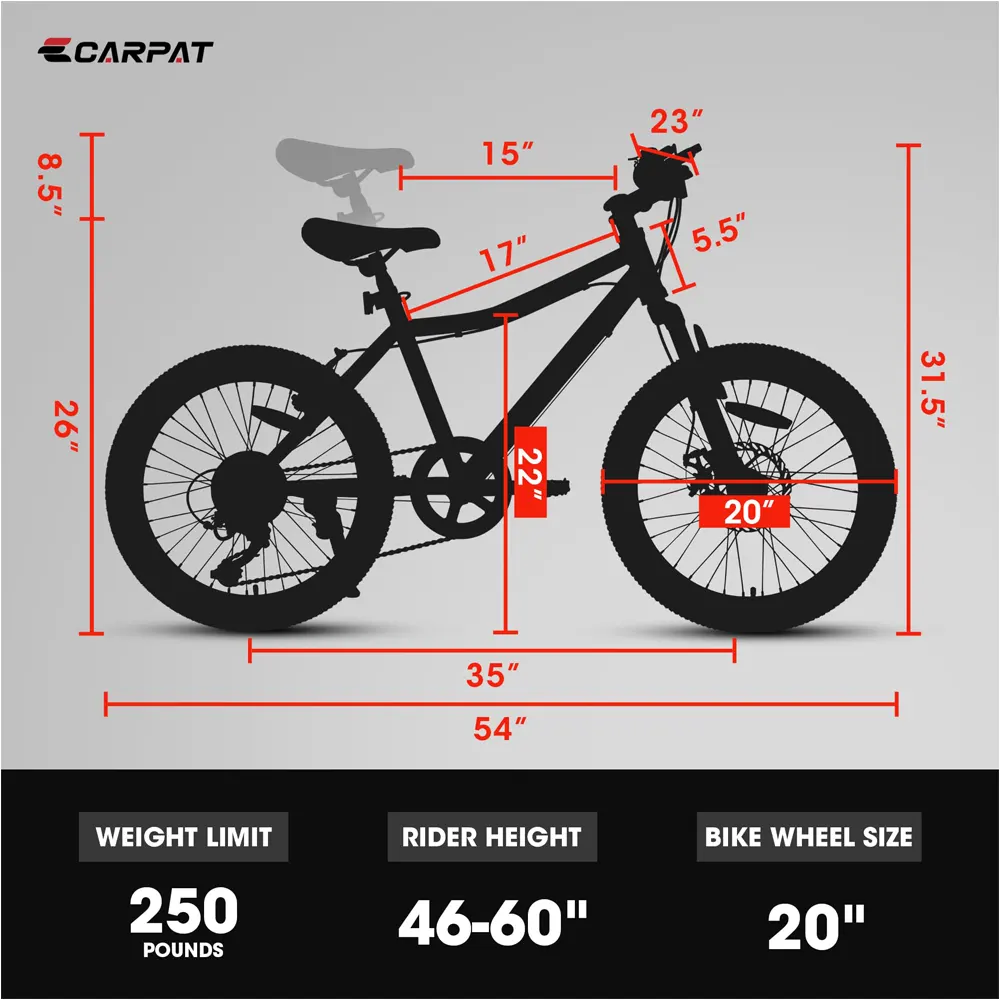 ECARPAT
23”
15”
8.5”
5.5”
17”
31.5”
26”
22”
20”
35”
54”
WEIGHT LIMIT
RIDER HEIGHT
BIKE WHEEL SIZE
250
POUNDS
46-60"
20"